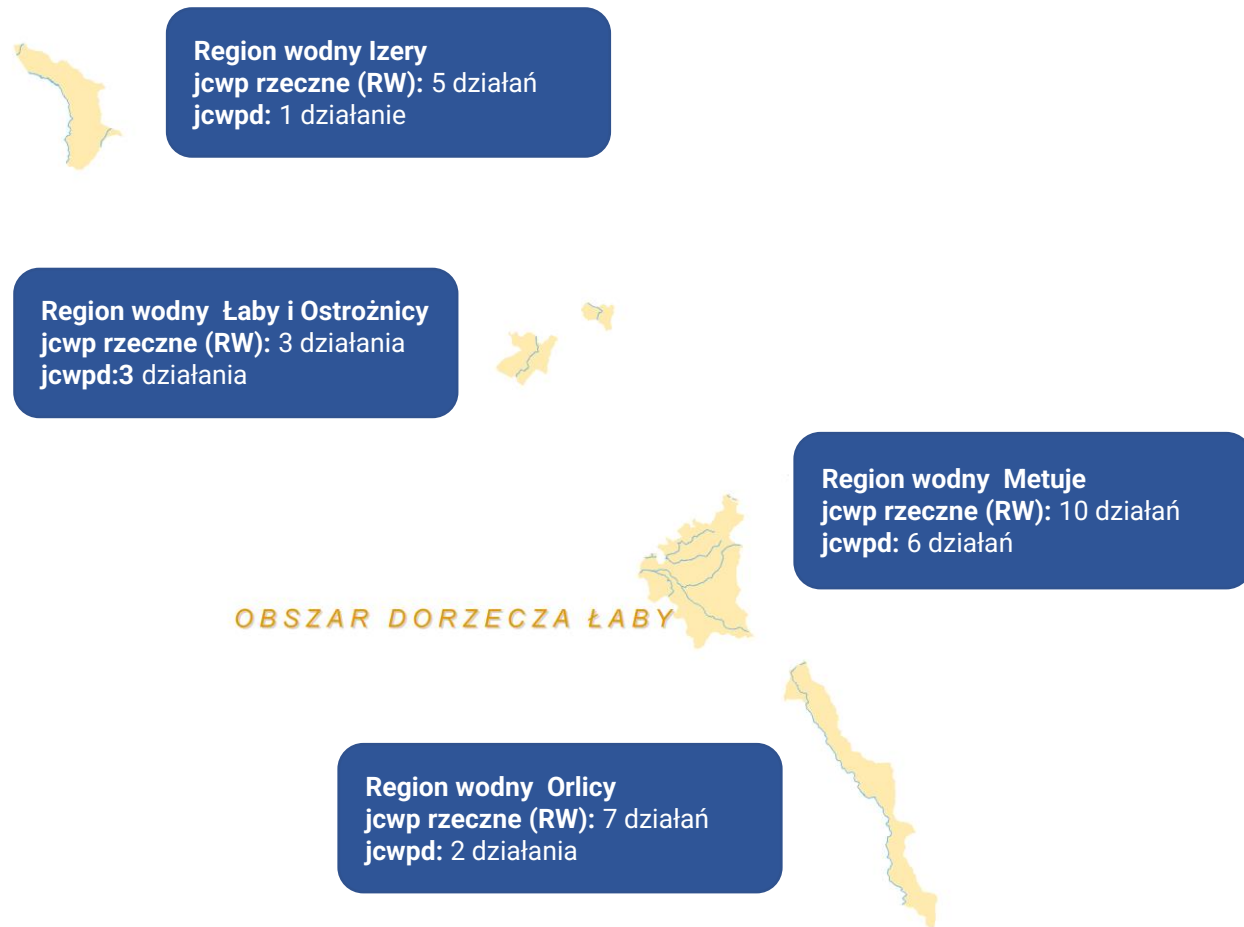 Region wodny Izery
jcwp rzeczne (RW): 5 działań
jcwpd: 1 działanie
Region wodny  Łaby i Ostrożnicy
jcwp rzeczne (RW): 3 działania
jcwpd:3 działania
Region wodny  Metuje
jcwp rzeczne (RW): 10 działań
jcwpd: 6 działań
OBSZAR DORZECZA ŁABY
Region wodny  Orlicy
jcwp rzeczne (RW): 7 działań
jcwpd: 2 działania